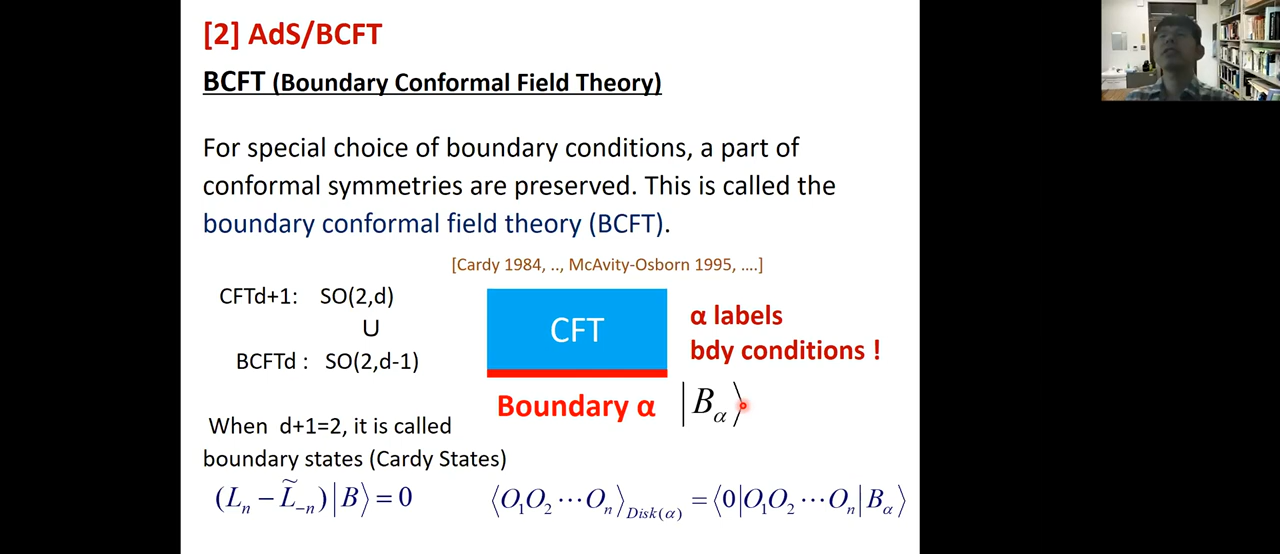 [2] AdS/BCFT
BCFT (Boundary Conformal Field Theory)
For special choice of boundary conditions, a part of
conformal symmetries are preserved. This is called the
boundary conformal field theory (BCFT).
[Cardy 1984, .., McAvity-Osborn 1995, ....]
CFTd+1: SO(2,d)
∪
BCFTd : SO(2,d-1)
CFT
α labels
bdy conditions !
Boundary α |B_α⟩
When d+1=2, it is called
boundary states (Cardy States)
(L_n − L̃_{−n})|B⟩ = 0
⟨O_1O_2 ⋯ O_n⟩_{Disk(α)} = ⟨0|O_1O_2 ⋯ O_n|B_α⟩